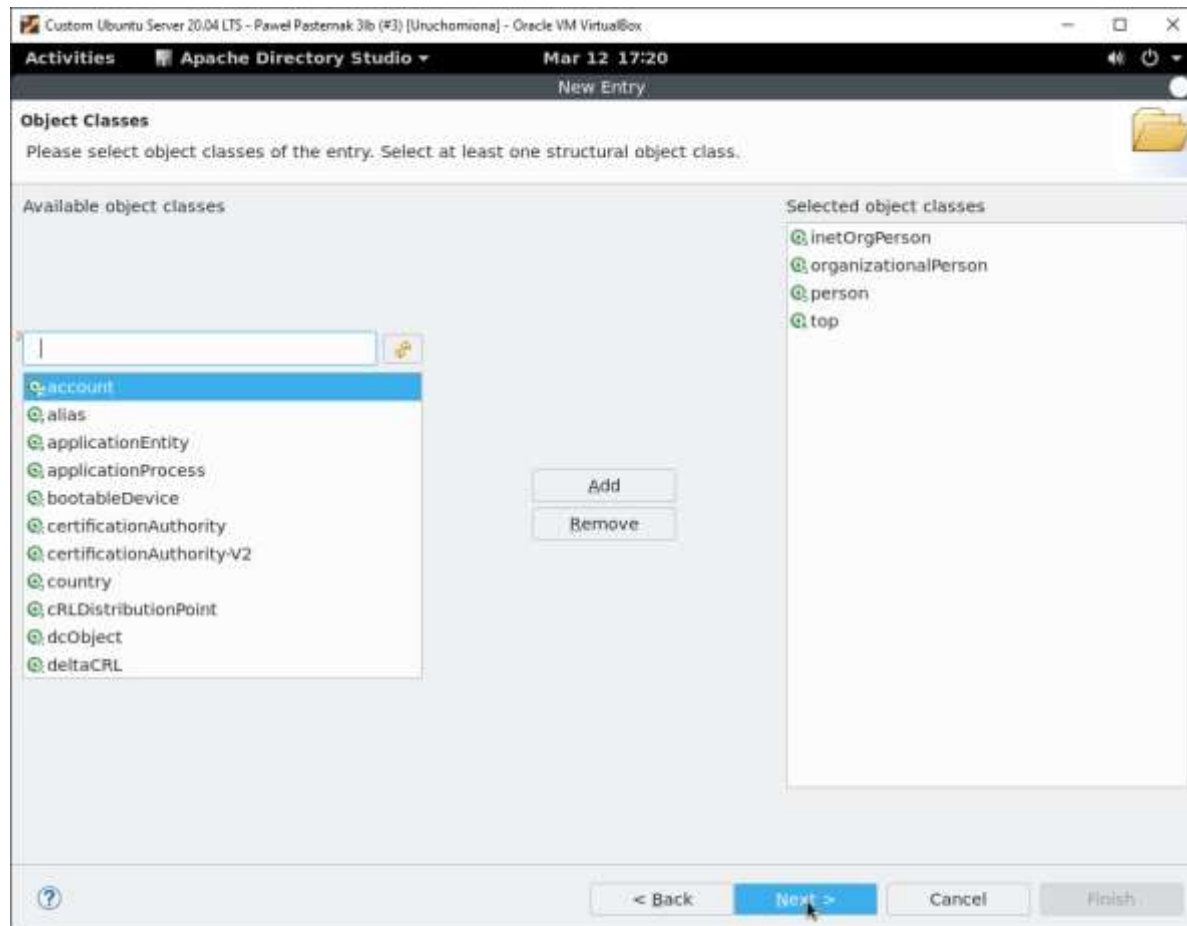 Custom Ubuntu Server 20.04 LTS - Paweł Pasternak 3lb (#3) [Uruchomiona] - Oracle VM VirtualBox
Activities Apache Directory Studio Mar 12 17:20
New Entry
Object Classes
Please select object classes of the entry. Select at least one structural object class.
Available object classes
Selected object classes
inetOrgPerson
organizationalPerson
person
top
account
alias
applicationEntity
applicationProcess
bootableDevice
certificationAuthority
certificationAuthority-V2
country
cRLDistributionPoint
dcObject
deltaCRL
Add
Remove
< Back Next > Cancel Finish